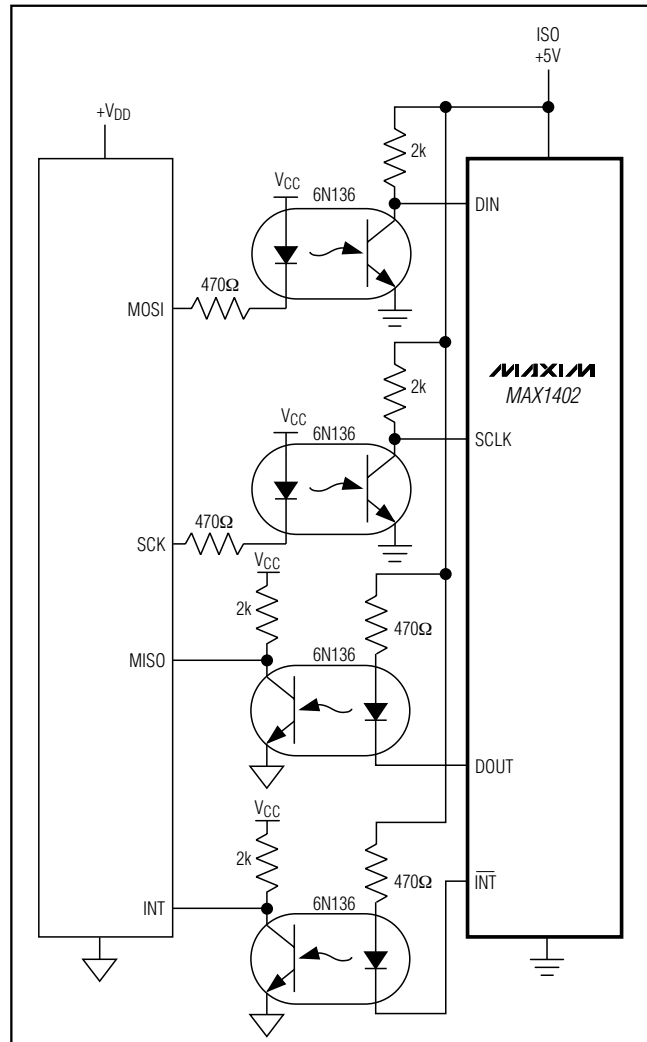 ISO
+5V
+VDD
2k
VCC
6N136
DIN
470Ω
MOSI
MAXIM
MAX1402
2k
VCC
6N136
SCLK
470Ω
SCK
VCC
2k
470Ω
MISO
6N136
DOUT
VCC
2k
470Ω
INT
INT
6N136